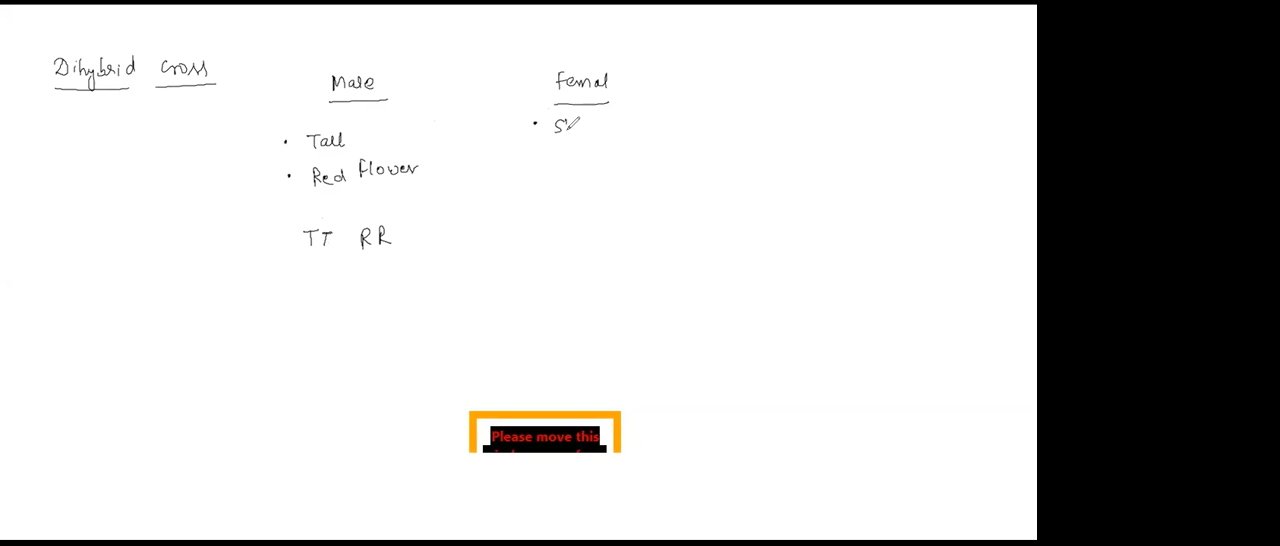 Dihybrid cross
Male
Femal
• Tall
• S
• Red Flower
TT RR
Please move this